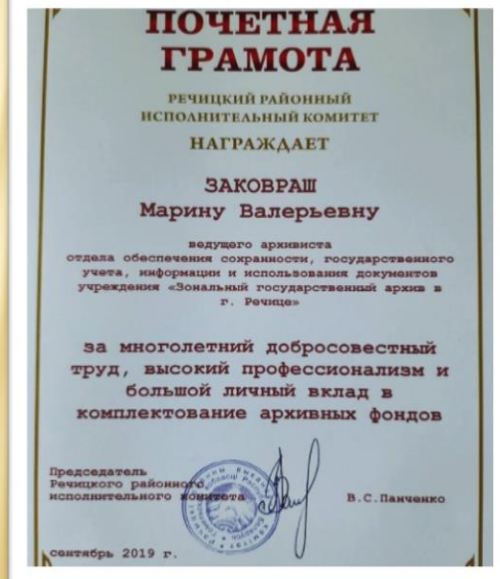 ПОЧЕТНАЯ
ГРАМОТА
РЕЧИЦКИЙ РАЙОННЫЙ
ИСПОЛНИТЕЛЬНЫЙ КОМИТЕТ
НАГРАЖДАЕТ
ЗАКОВРАШ
Марину Валерьевну
ведущего архивиста
отдела обеспечения сохранности, государственного
учета, информации и использования документов
учреждения «Зональный государственный архив в
г. Речице»
за многолетний добросовестный
труд, высокий профессионализм и
большой личный вклад в
комплектование архивных фондов
Председатель
Речицкого районного
исполнительного комитета
В.С.Панченко
сентябрь 2019 г.